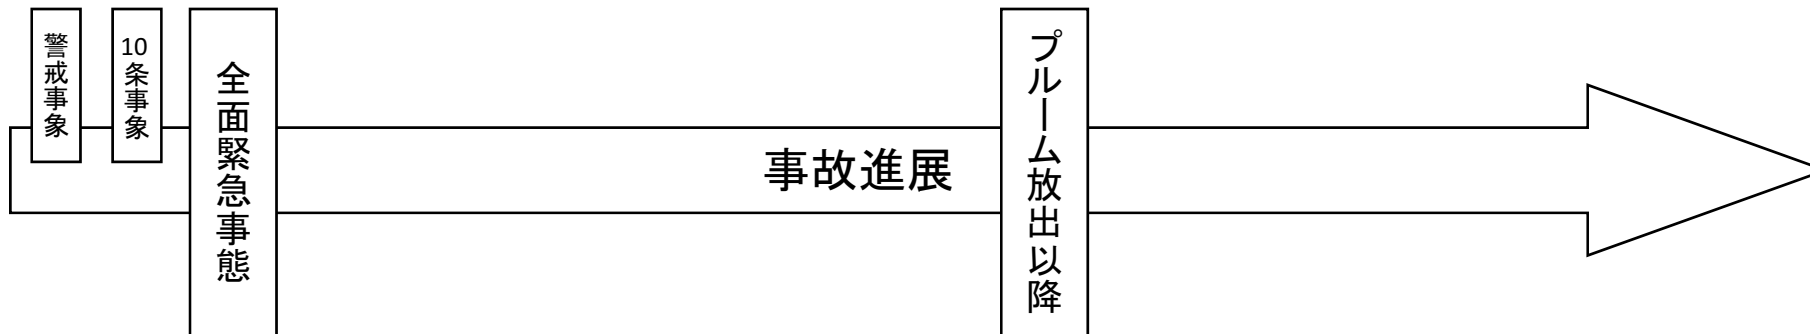 警戒事象
10条事象
全面緊急事態
事故進展
プルーム放出以降